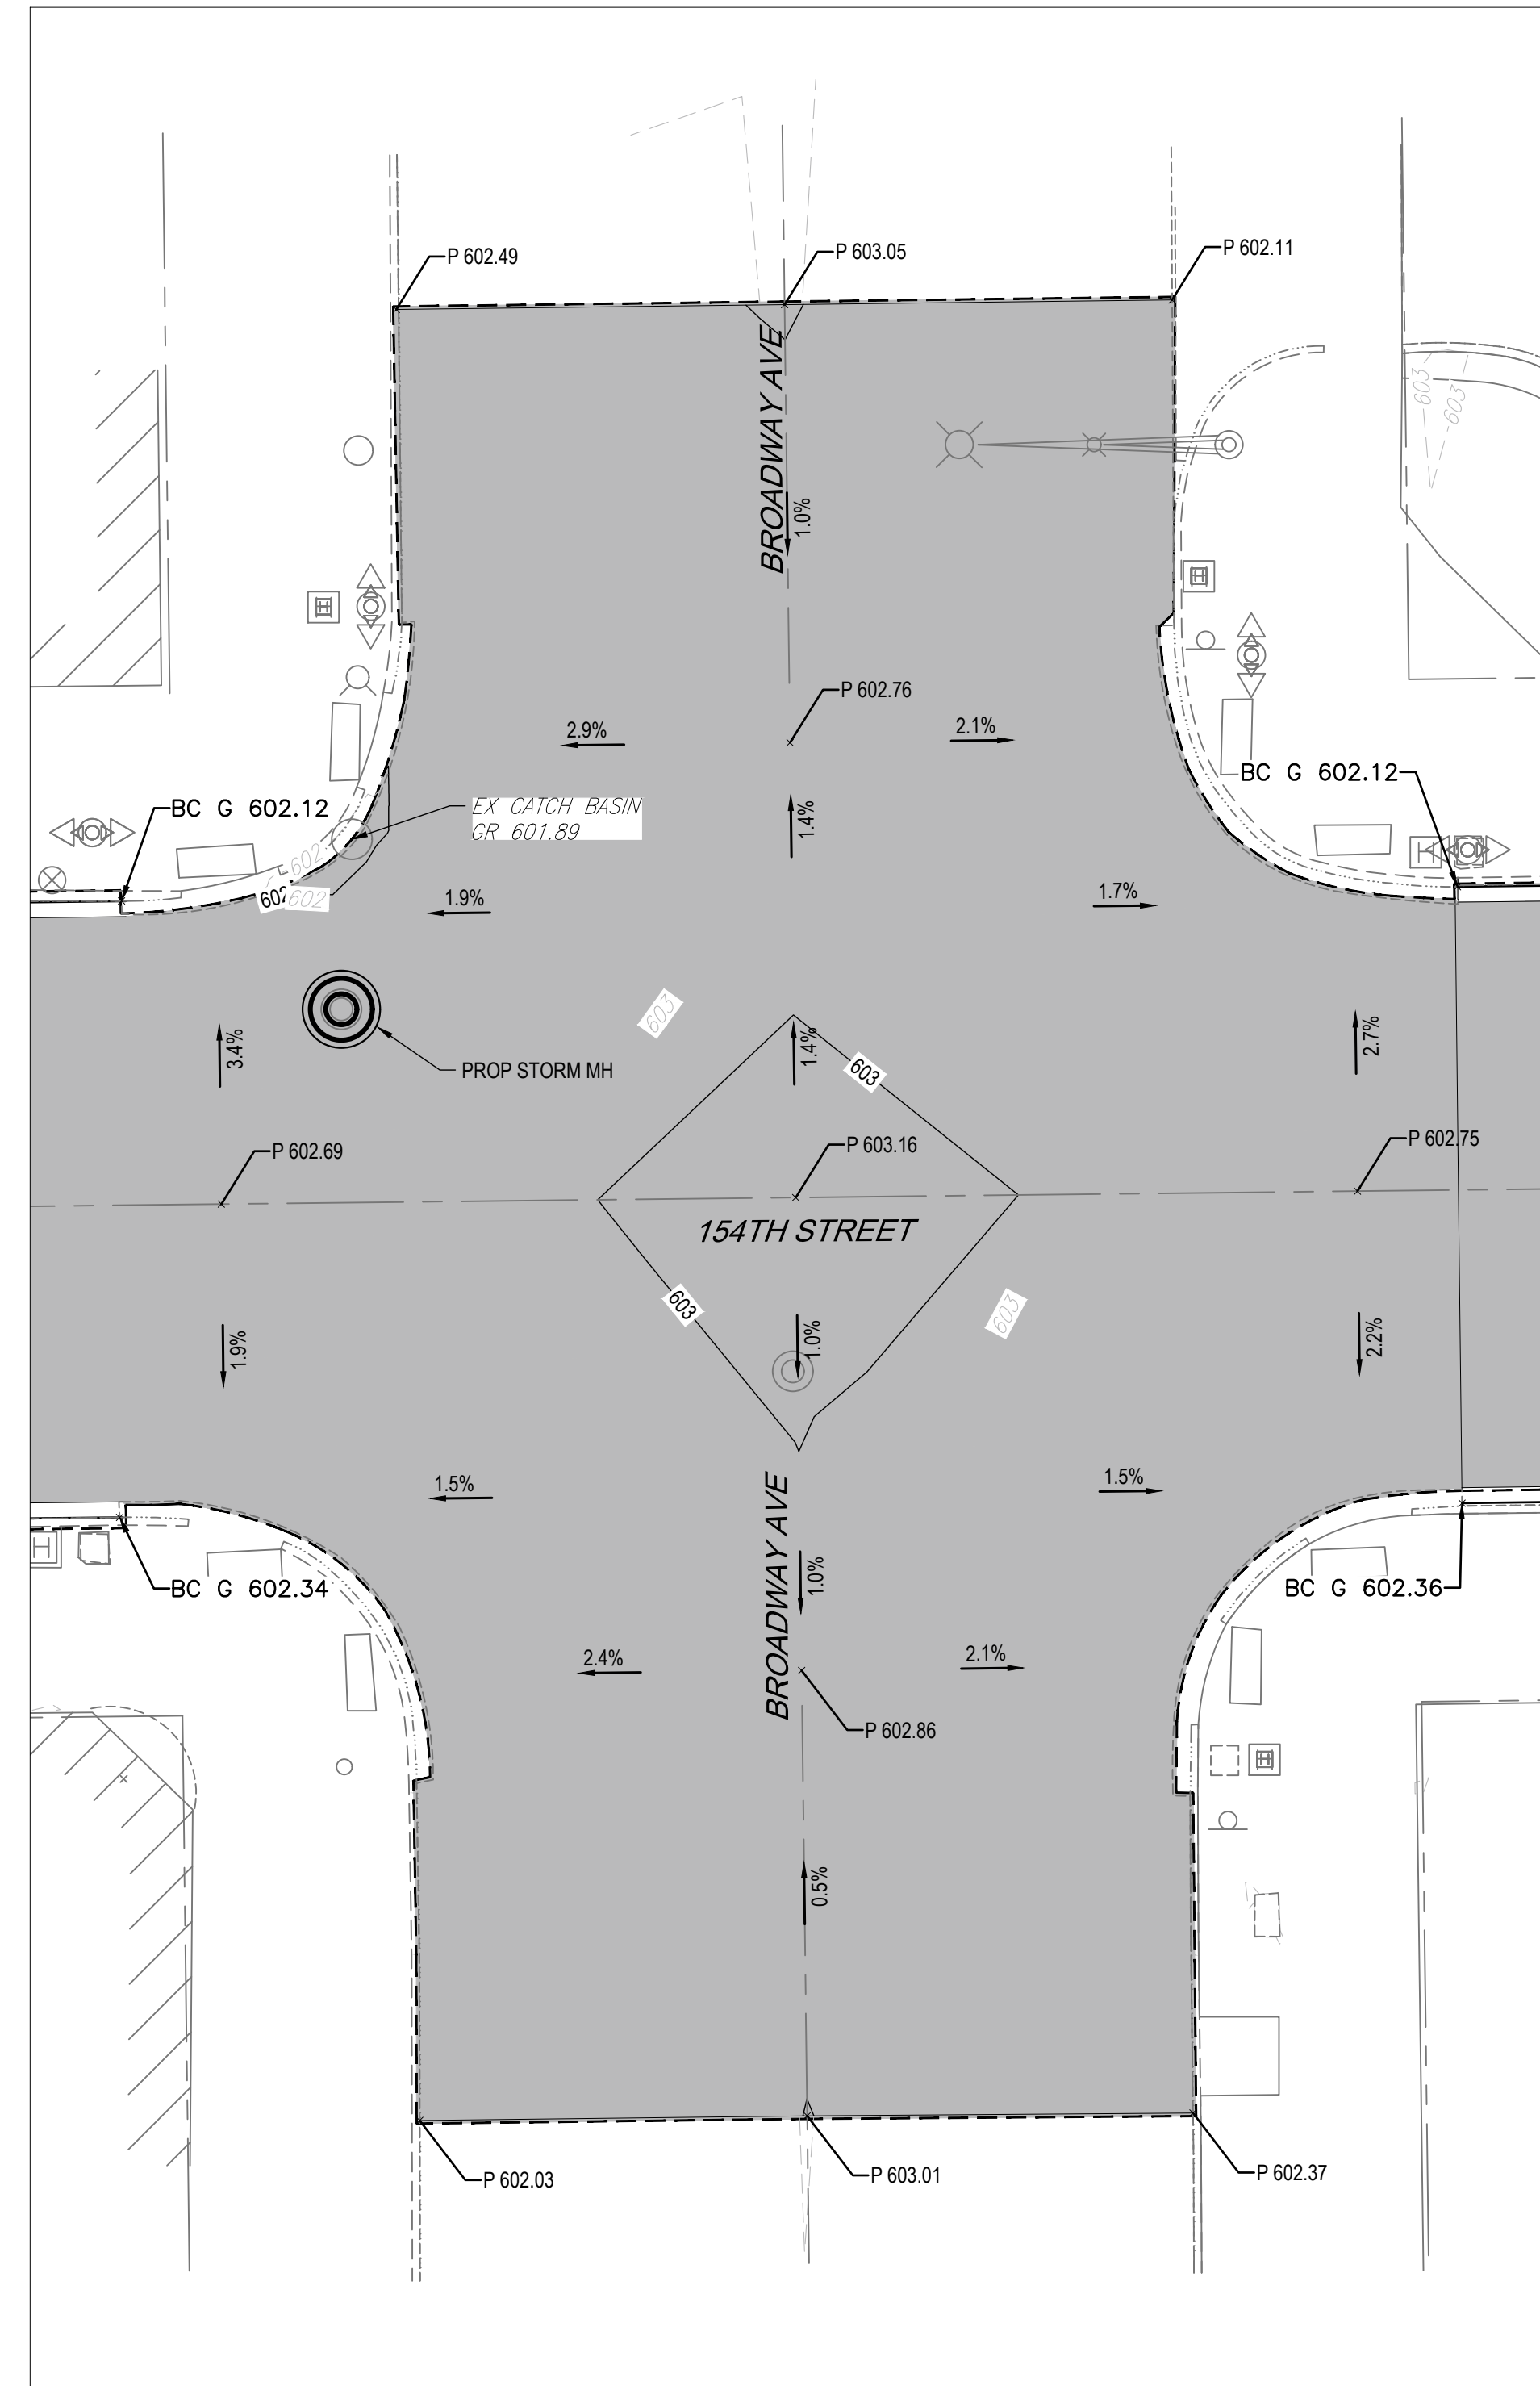 P 602.49
P 603.05
P 602.11
BROADWAY AVE
603
603
1.0%
H
H
P 602.76
2.9%
2.1%
BC G 602.12
BC G 602.12
EX CATCH BASIN
GR 601.89
1.4%
602
602
H
1.9%
1.7%
603
3.4%
1.4%
2.7%
PROP STORM MH
603
P 602.69
P 603.16
P 602.75
154TH STREET
603
603
1.9%
1.0%
2.2%
1.5%
1.5%
BROADWAY AVE
H
1.0%
BC G 602.34
BC G 602.36
2.4%
2.1%
P 602.86
H
0.5%
P 602.03
P 603.01
P 602.37